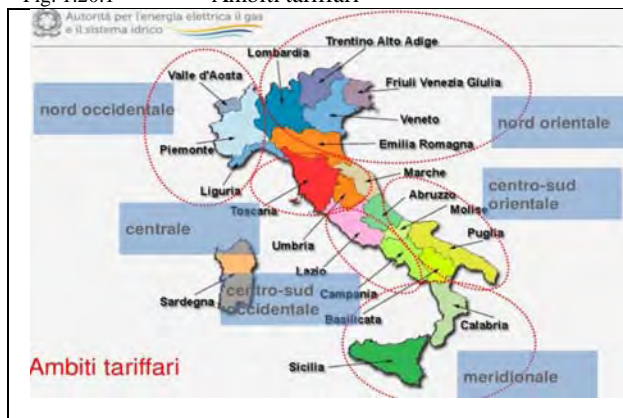 Fig. 1.20.1 Ambiti tariffari
Autorità per l'energia elettrica il gas
e il sistema idrico
Trentino Alto Adige
Lombardia
Valle d'Aosta
Friuli Venezia Giulia
nord occidentale
Veneto
nord orientale
Piemonte
Emilia Romagna
Marche
Liguria
Abruzzo
centro-sud
orientale
Toscana
Molise
centrale
Puglia
Umbria
Lazio
Sardegna
centro-sud
occidentale
Campania
Basilicata
Calabria
Ambiti tariffari
Sicilia
meridionale